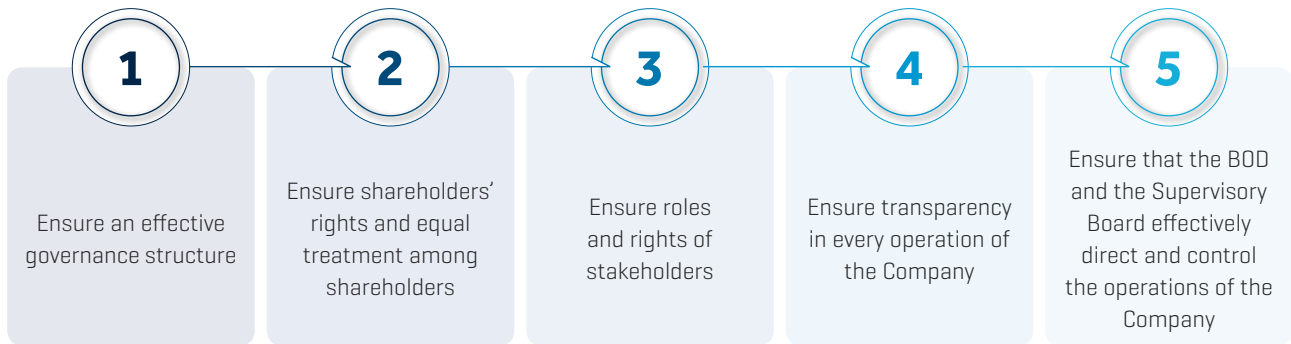 1
Ensure an effective
governance structure
2
Ensure shareholders’
rights and equal
treatment among
shareholders
3
Ensure roles
and rights of
stakeholders
4
Ensure transparency
in every operation of
the Company
5
Ensure that the BOD
and the Supervisory
Board effectively
direct and control
the operations of the
Company